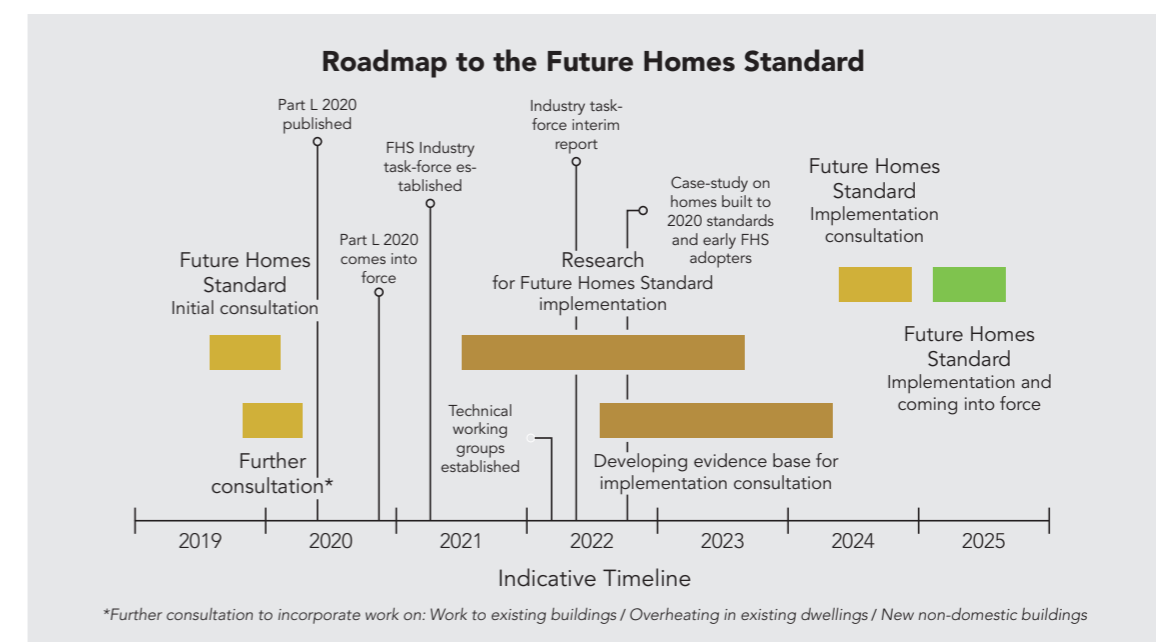 Roadmap to the Future Homes Standard
Part L 2020
published
FHS Industry
task-force es-
tablished
Part L 2020
comes into
force
Industry task-
force interim
report
Case-study on
homes built to
2020 standards
and early FHS
adopters
Future Homes
Standard
Implementation
consultation
Future Homes
Standard
Initial consultation
Research
for Future Homes Standard
implementation
Future Homes
Standard
Implementation and
coming into force
Further
consultation*
Technical
working
groups
established
Developing evidence base for
implementation consultation
2019 2020 2021 2022 2023 2024 2025
Indicative Timeline
*Further consultation to incorporate work on: Work to existing buildings / Overheating in existing dwellings / New non-domestic buildings